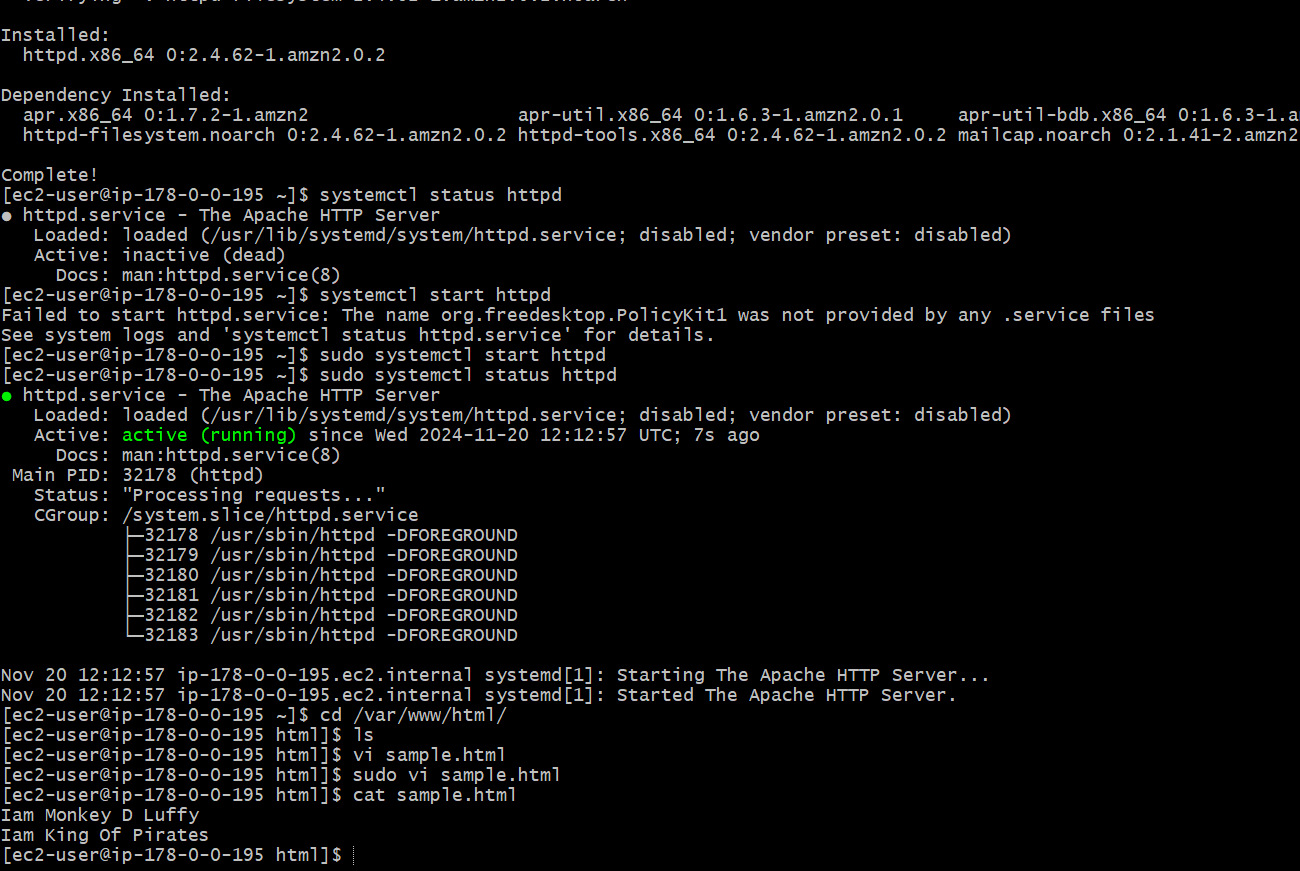 Installed:
httpd.x86_64 0:2.4.62-1.amzn2.0.2
Dependency Installed:
apr.x86_64 0:1.7.2-1.amzn2 apr-util.x86_64 0:1.6.3-1.amzn2.0.1 apr-util-bdb.x86_64 0:1.6.3-1.a
httpd-filesystem.noarch 0:2.4.62-1.amzn2.0.2 httpd-tools.x86_64 0:2.4.62-1.amzn2.0.2 mailcap.noarch 0:2.1.41-2.amzn2
Complete!
[ec2-user@ip-178-0-0-195 ~]$ systemctl status httpd
● httpd.service - The Apache HTTP Server
Loaded: loaded (/usr/lib/systemd/system/httpd.service; disabled; vendor preset: disabled)
Active: inactive (dead)
Docs: man:httpd.service(8)
[ec2-user@ip-178-0-0-195 ~]$ systemctl start httpd
Failed to start httpd.service: The name org.freedesktop.PolicyKit1 was not provided by any .service files
See system logs and 'systemctl status httpd.service' for details.
[ec2-user@ip-178-0-0-195 ~]$ sudo systemctl start httpd
[ec2-user@ip-178-0-0-195 ~]$ sudo systemctl status httpd
● httpd.service - The Apache HTTP Server
Loaded: loaded (/usr/lib/systemd/system/httpd.service; disabled; vendor preset: disabled)
Active: active (running) since Wed 2024-11-20 12:12:57 UTC; 7s ago
Docs: man:httpd.service(8)
Main PID: 32178 (httpd)
Status: "Processing requests..."
CGroup: /system.slice/httpd.service
├─32178 /usr/sbin/httpd -DFOREGROUND
├─32179 /usr/sbin/httpd -DFOREGROUND
├─32180 /usr/sbin/httpd -DFOREGROUND
├─32181 /usr/sbin/httpd -DFOREGROUND
├─32182 /usr/sbin/httpd -DFOREGROUND
└─32183 /usr/sbin/httpd -DFOREGROUND
Nov 20 12:12:57 ip-178-0-0-195.ec2.internal systemd[1]: Starting The Apache HTTP Server...
Nov 20 12:12:57 ip-178-0-0-195.ec2.internal systemd[1]: Started The Apache HTTP Server.
[ec2-user@ip-178-0-0-195 ~]$ cd /var/www/html/
[ec2-user@ip-178-0-0-195 html]$ ls
[ec2-user@ip-178-0-0-195 html]$ vi sample.html
[ec2-user@ip-178-0-0-195 html]$ sudo vi sample.html
[ec2-user@ip-178-0-0-195 html]$ cat sample.html
Iam Monkey D Luffy
Iam King Of Pirates
[ec2-user@ip-178-0-0-195 html]$